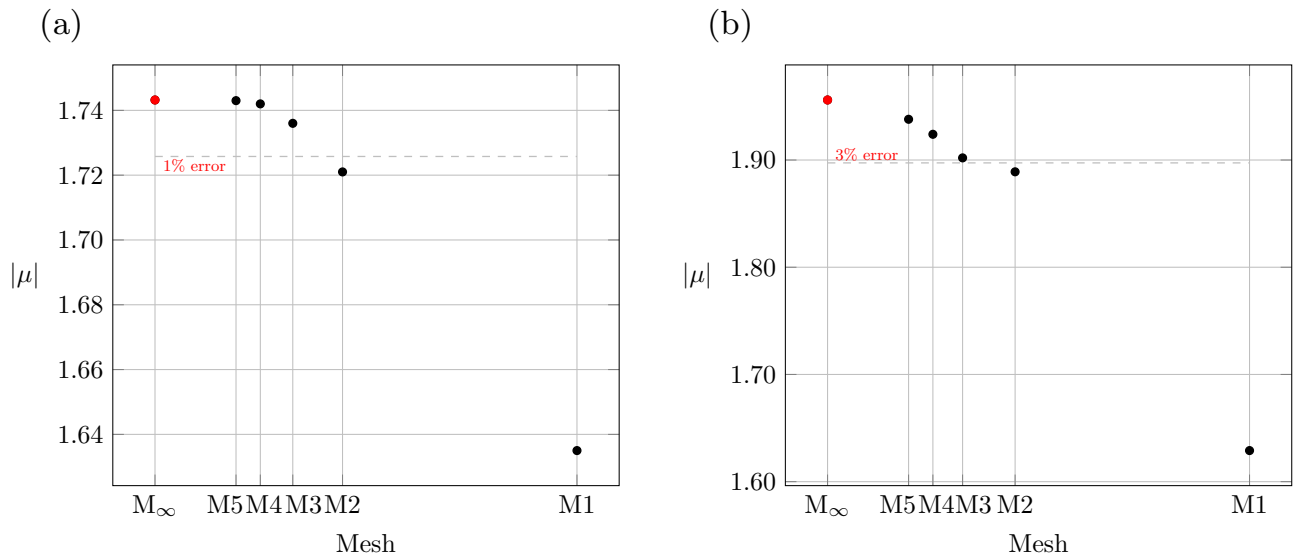 (a)
1.74
1.72
1.70
1.68
1.66
1.64
|μ|
1% error
M∞ M5 M4 M3 M2 M1
Mesh
(b)
1.90
1.80
1.70
1.60
|μ|
3% error
M∞ M5 M4 M3 M2 M1
Mesh